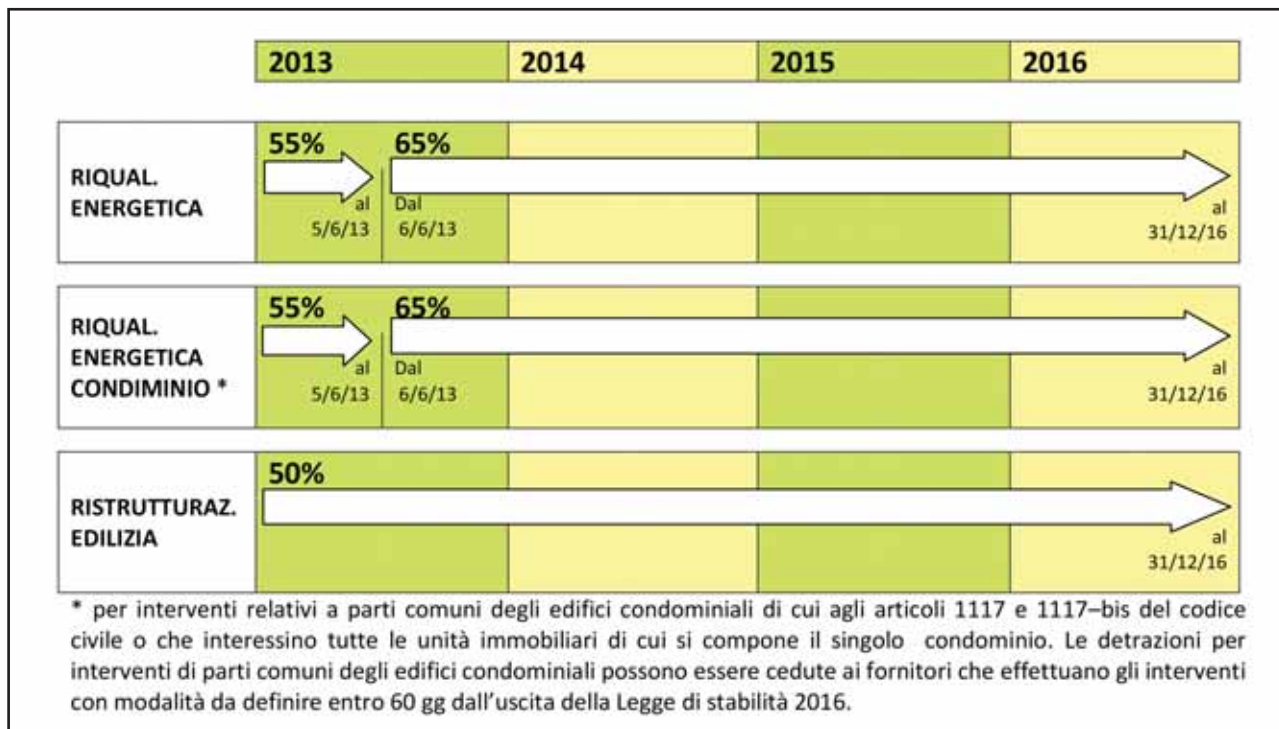 2013 2014 2015 2016
55% 65%
RIQUAL.
ENERGETICA
al Dal al
5/6/13 6/6/13 31/12/16
55% 65%
RIQUAL.
ENERGETICA
CONDIMINIO *
al Dal al
5/6/13 6/6/13 31/12/16
50%
RISTRUTTURAZ.
EDILIZIA
al
31/12/16
* per interventi relativi a parti comuni degli edifici condominiali di cui agli articoli 1117 e 1117–bis del codice
civile o che interessino tutte le unità immobiliari di cui si compone il singolo condominio. Le detrazioni per
interventi di parti comuni degli edifici condominiali possono essere cedute ai fornitori che effettuano gli interventi
con modalità da definire entro 60 gg dall'uscita della Legge di stabilità 2016.